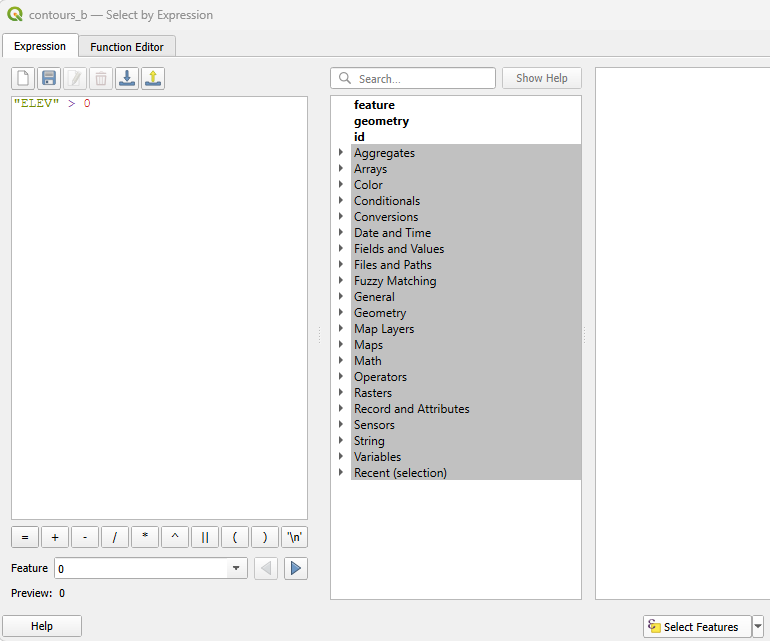 contours_b — Select by Expression
Expression
Function Editor
Search...
Show Help
"ELEV" > 0
feature
geometry
id
Aggregates
Arrays
Color
Conditionals
Conversions
Date and Time
Fields and Values
Files and Paths
Fuzzy Matching
General
Geometry
Map Layers
Maps
Math
Operators
Rasters
Record and Attributes
Sensors
String
Variables
Recent (selection)
= + - / * ^ || ( ) '\n'
Feature 0
Preview: 0
Help
Select Features